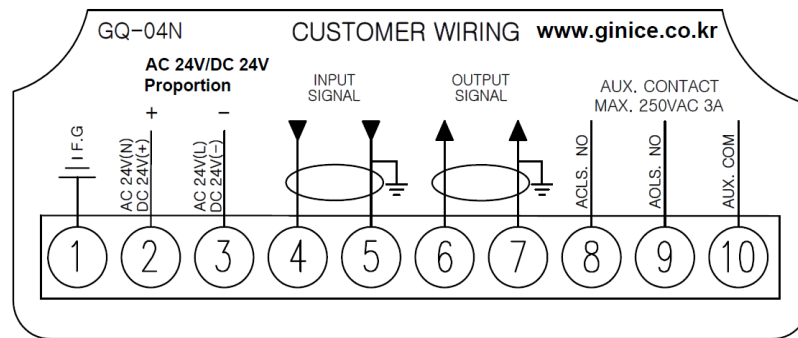 GQ-04N
CUSTOMER WIRING
www.ginice.co.kr
AC 24V/DC 24V
Proportion
+
−
INPUT
SIGNAL
OUTPUT
SIGNAL
AUX. CONTACT
MAX. 250VAC 3A
F.G
AC 24V(N)
DC 24V(+)
AC 24V(L)
DC 24V(-)
ACLS. NO
ACLS. NO
AUX. COM
1
2
3
4
5
6
7
8
9
10